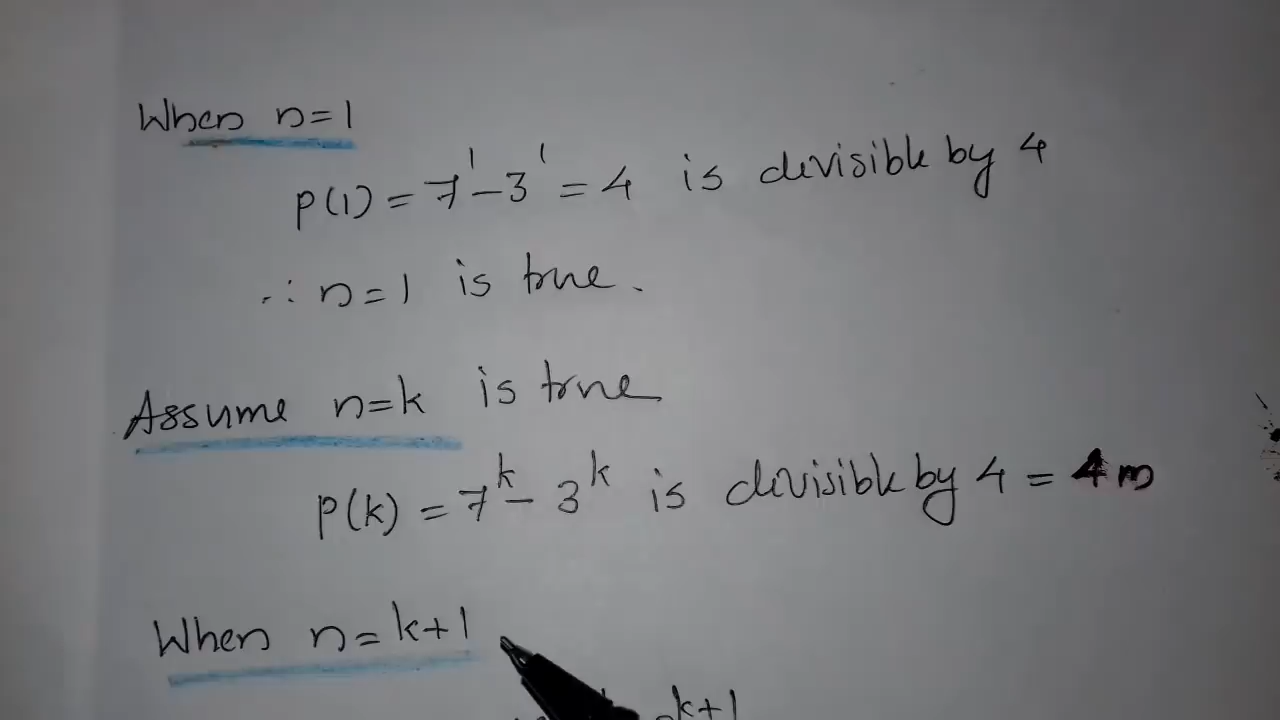 When n=1
p(1) = 7¹-3¹ = 4 is divisible by 4
∴ n=1 is true.
Assume n=k is true
p(k) = 7ᵏ- 3ᵏ is divisible by 4 = 4m
When n=k+1
k+1